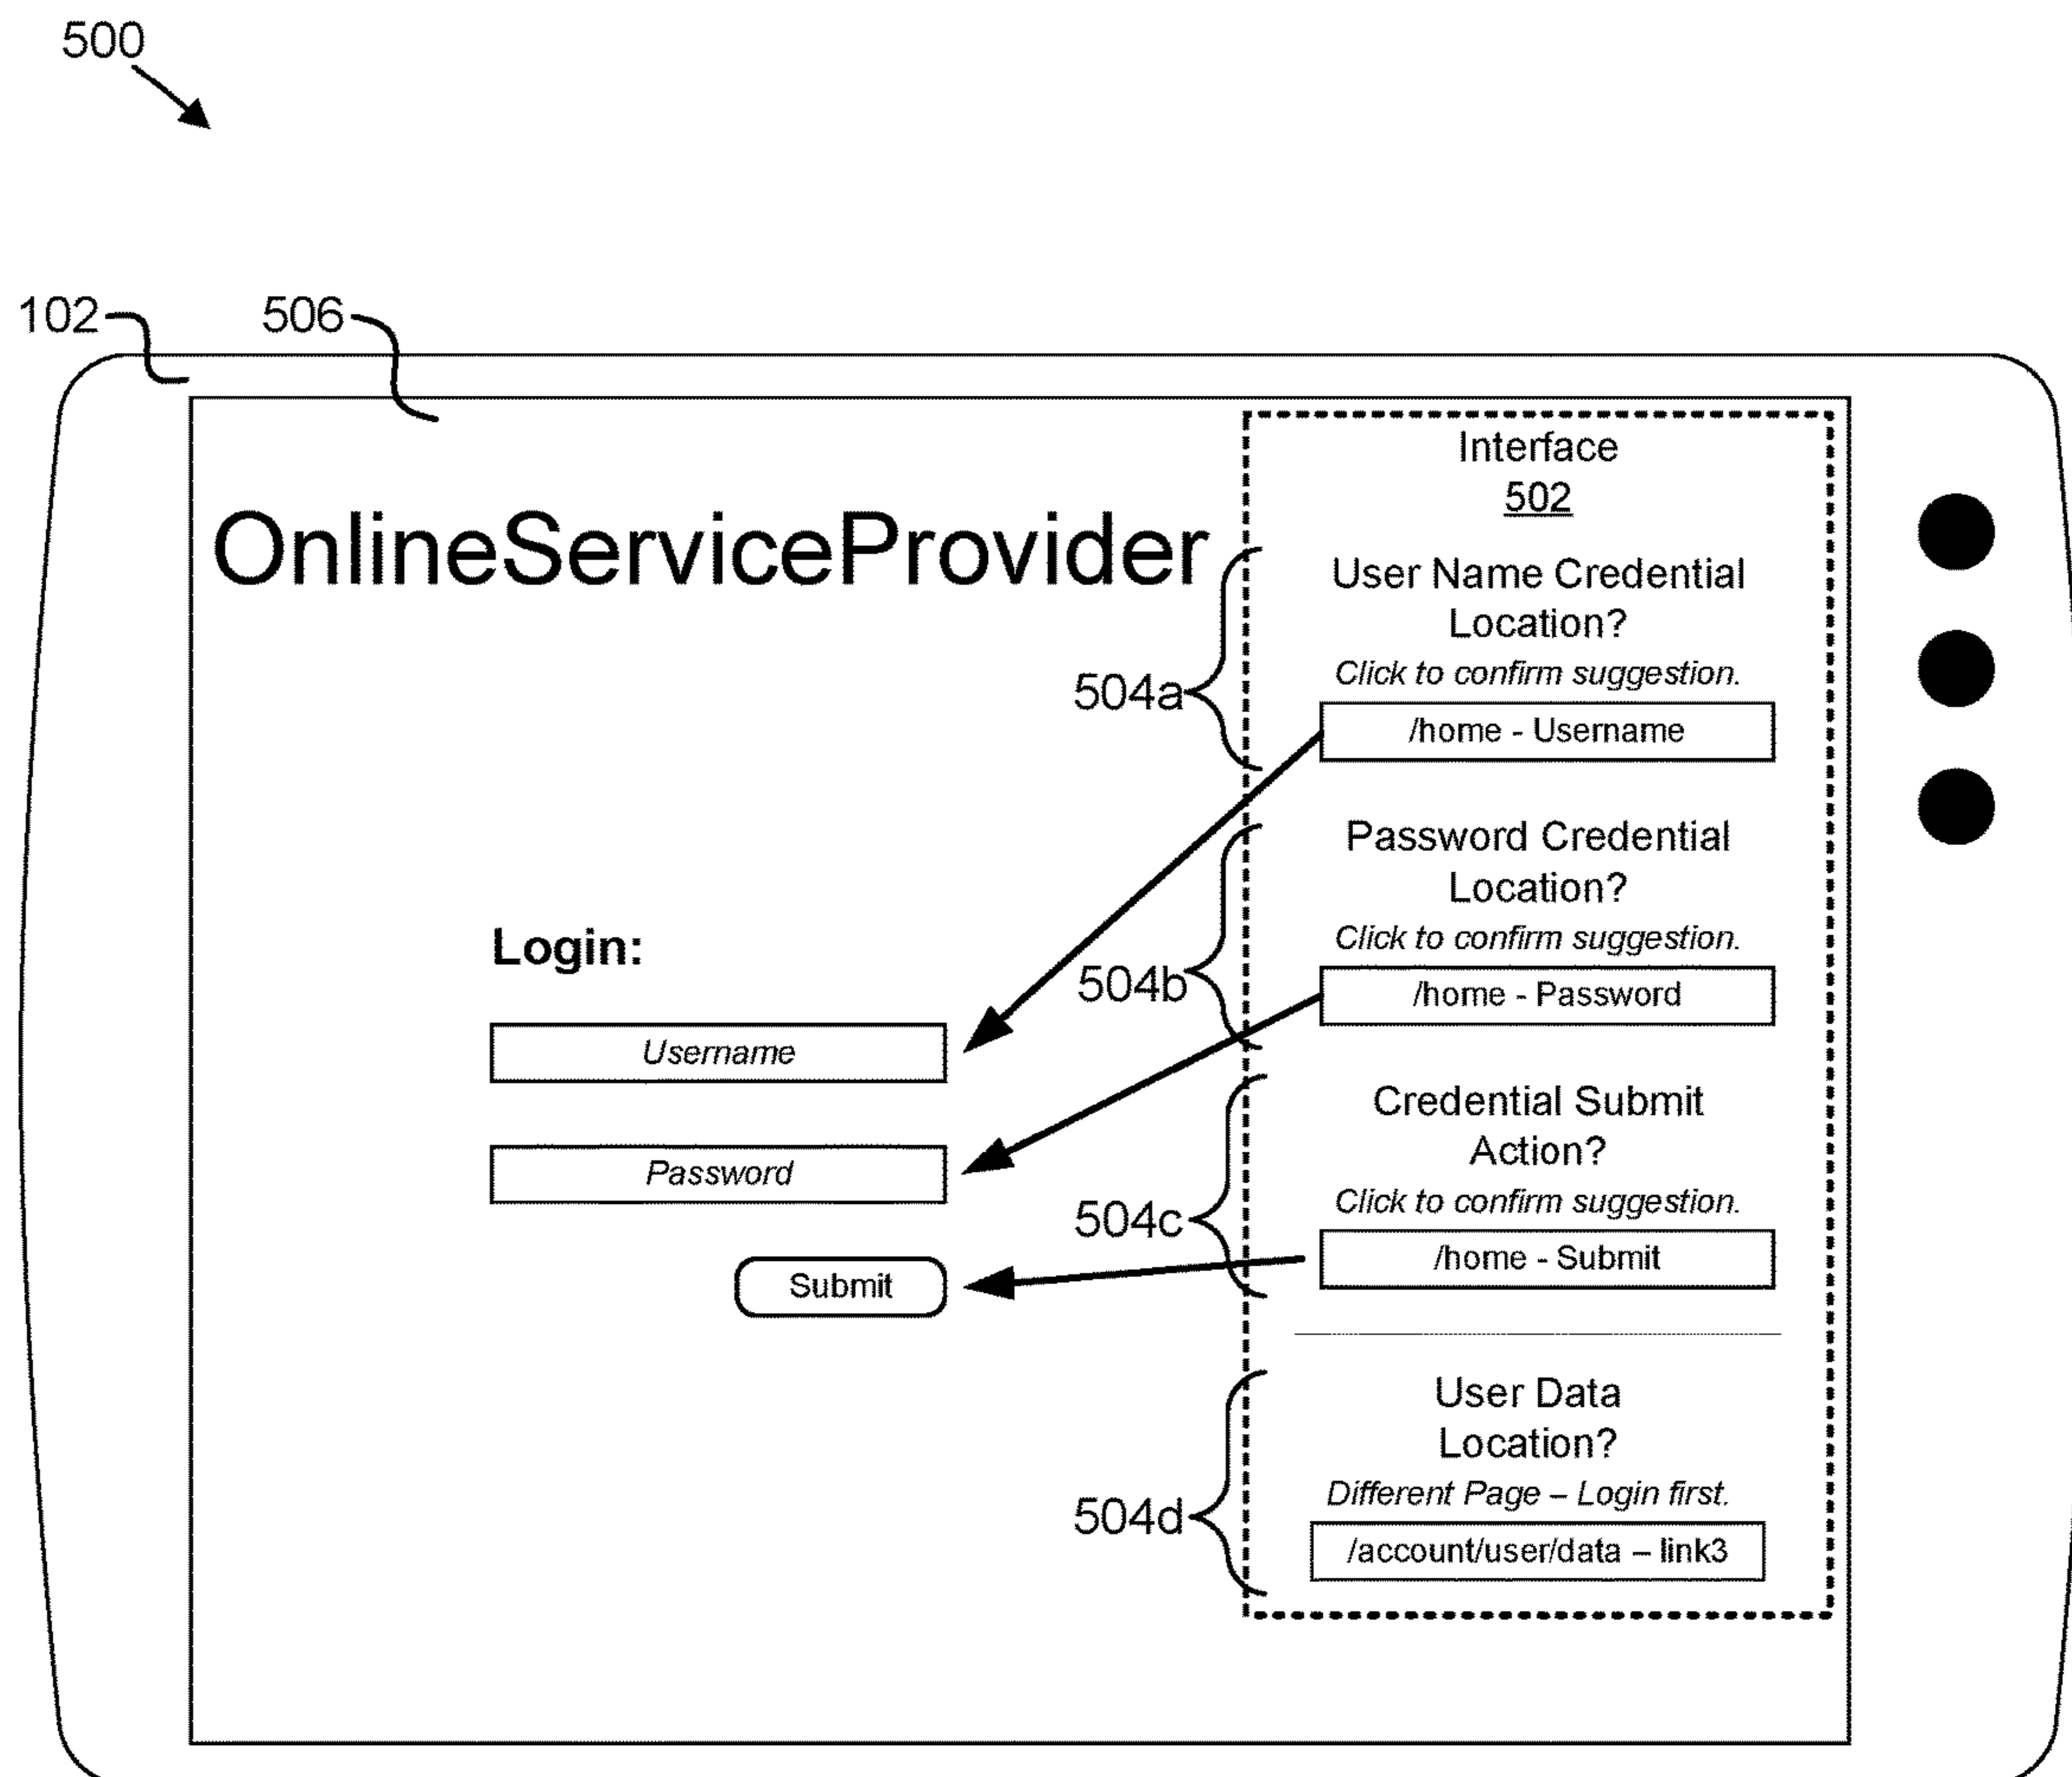 500
102
506
Interface
502
OnlineServiceProvider
User Name Credential
Location?
Click to confirm suggestion.
504a
/home - Username
Password Credential
Location?
Click to confirm suggestion.
504b
/home - Password
Login:
Username
Password
Submit
Credential Submit
Action?
Click to confirm suggestion.
504c
/home - Submit
User Data
Location?
Different Page – Login first.
504d
/account/user/data – link3